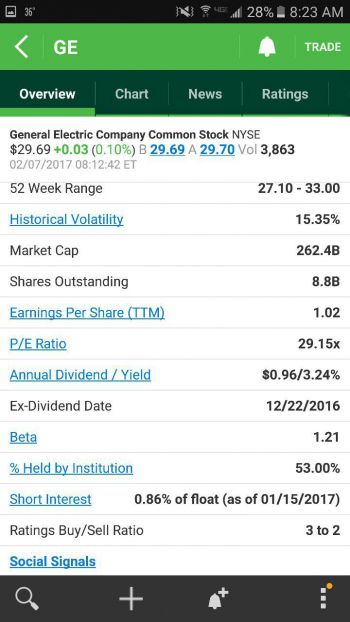 36° 28% 8:23 AM
GE TRADE
Overview Chart News Ratings
General Electric Company Common Stock NYSE
$29.69 +0.03 (0.10%) B 29.69 A 29.70 Vol 3,863
02/07/2017 08:12:42 ET
52 Week Range 27.10 - 33.00
Historical Volatility 15.35%
Market Cap 262.4B
Shares Outstanding 8.8B
Earnings Per Share (TTM) 1.02
P/E Ratio 29.15x
Annual Dividend / Yield $0.96/3.24%
Ex-Dividend Date 12/22/2016
Beta 1.21
% Held by Institution 53.00%
Short Interest 0.86% of float (as of 01/15/2017)
Ratings Buy/Sell Ratio 3 to 2
Social Signals